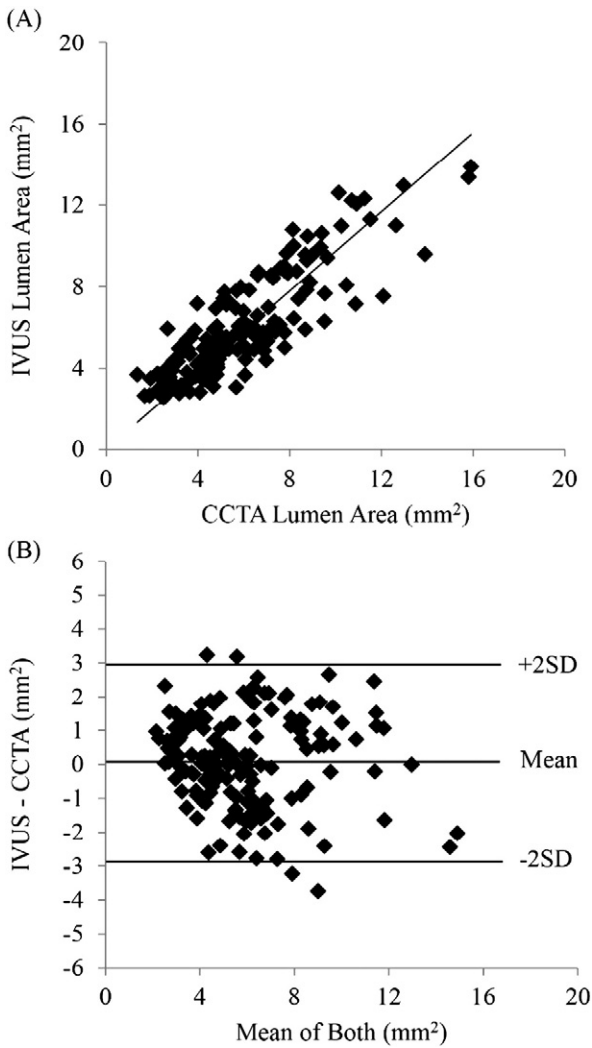 (A)
20
16
12
8
4
0
IVUS Lumen Area (mm²)
0 4 8 12 16 20
CCTA Lumen Area (mm²)
(B)
6
5
4
3
2
1
0
-1
-2
-3
-4
-5
-6
IVUS - CCTA (mm²)
+2SD
Mean
-2SD
0 4 8 12 16 20
Mean of Both (mm²)